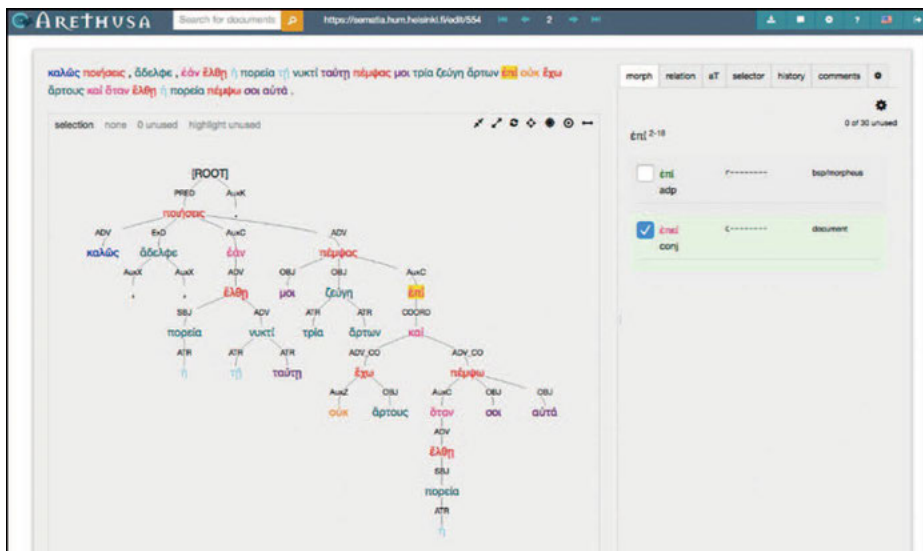 ARETHUSA Search for documents https://sematia.hum.helsinki.fi/edit/554 2 ?
καλῶς ποιήσεις , ἄδελφε , ἐάν ἔλθῃ ἡ πορεία τῇ νυκτί ταύτῃ πέμψας μοι τρία ζεύγη ἄρτων ἐπί οὐκ ἔχω
ἄρτους καὶ ὅταν ἔλθῃ ἡ πορεία πέμψω σοι αὐτά .
morph relation aT selector history comments
0 of 30 unused
selection none 0 unused highlight unused
ἐπί 2-18
ἐπί r-------- bsp/morpheus
adp
ἐπεί c-------- document
conj
[ROOT]
PRED AuxK
ποιήσεις .
ADV ExD AuxC ADV
καλῶς ἄδελφε ἐάν πέμψας
AuxX AuxX ADV OBJ OBJ AuxC
, , ἔλθῃ μοι ζεύγη ἐπί
SBJ ADV ATR ATR COORD
πορεία νυκτί τρία ἄρτων καὶ
ATR ATR ATR ADV_CO ADV_CO
ἡ τῇ ταύτῃ ἔχω πέμψω
AuxZ OBJ AuxC OBJ OBJ
οὐκ ἄρτους ὅταν σοι αὐτά
ADV
ἔλθῃ
SBJ
πορεία
ATR
ἡ